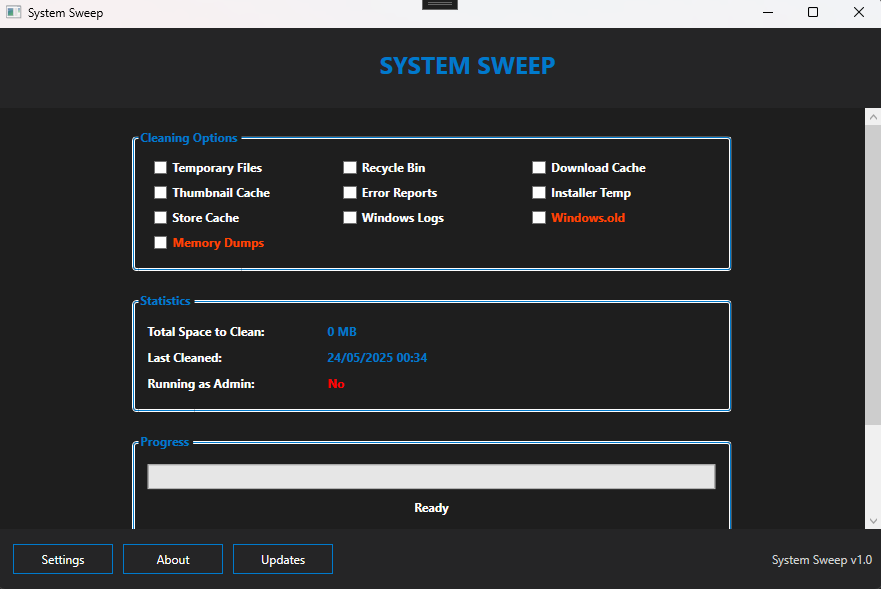 System Sweep
SYSTEM SWEEP
Cleaning Options
Temporary Files Recycle Bin Download Cache
Thumbnail Cache Error Reports Installer Temp
Store Cache Windows Logs Windows.old
Memory Dumps
Statistics
Total Space to Clean: 0 MB
Last Cleaned: 24/05/2025 00:34
Running as Admin: No
Progress
Ready
Settings About Updates System Sweep v1.0